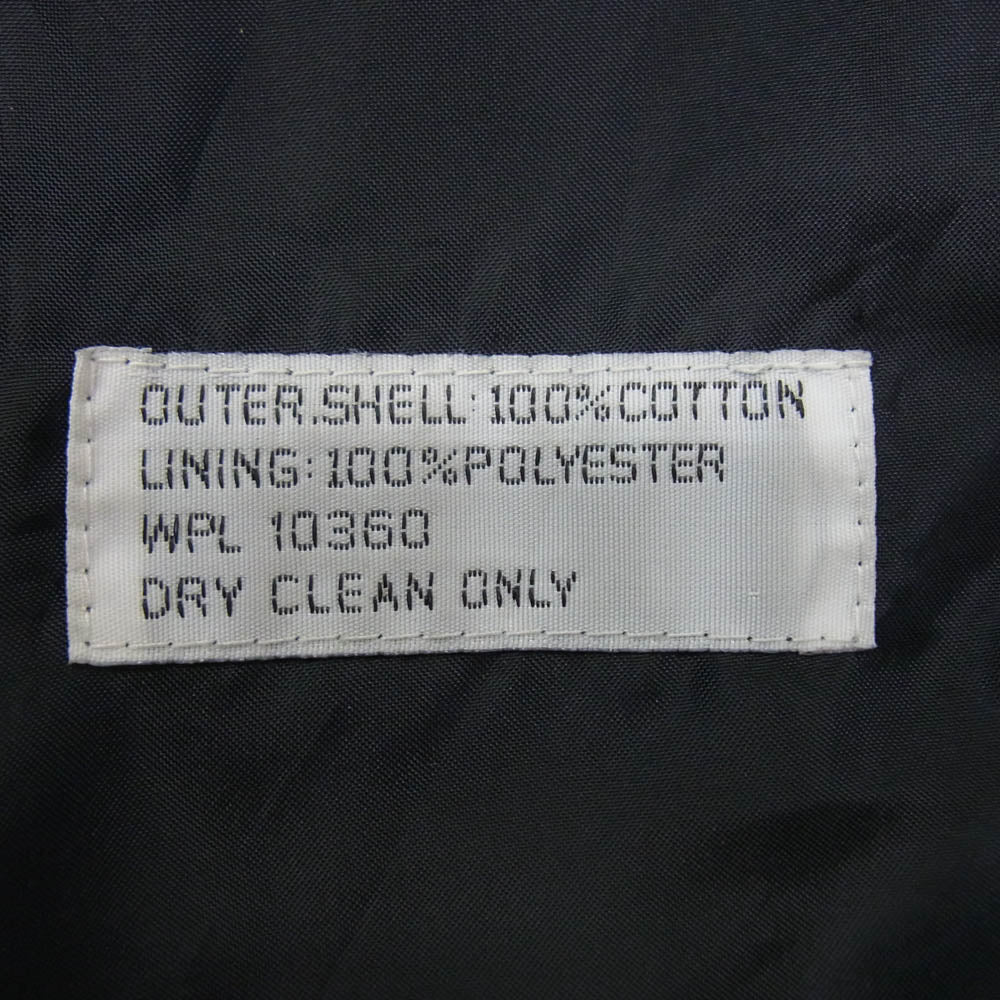 OUTER.SHELL:100%COTTON
LINING:100%POLYESTER
WPL 10360
DRY CLEAN ONLY